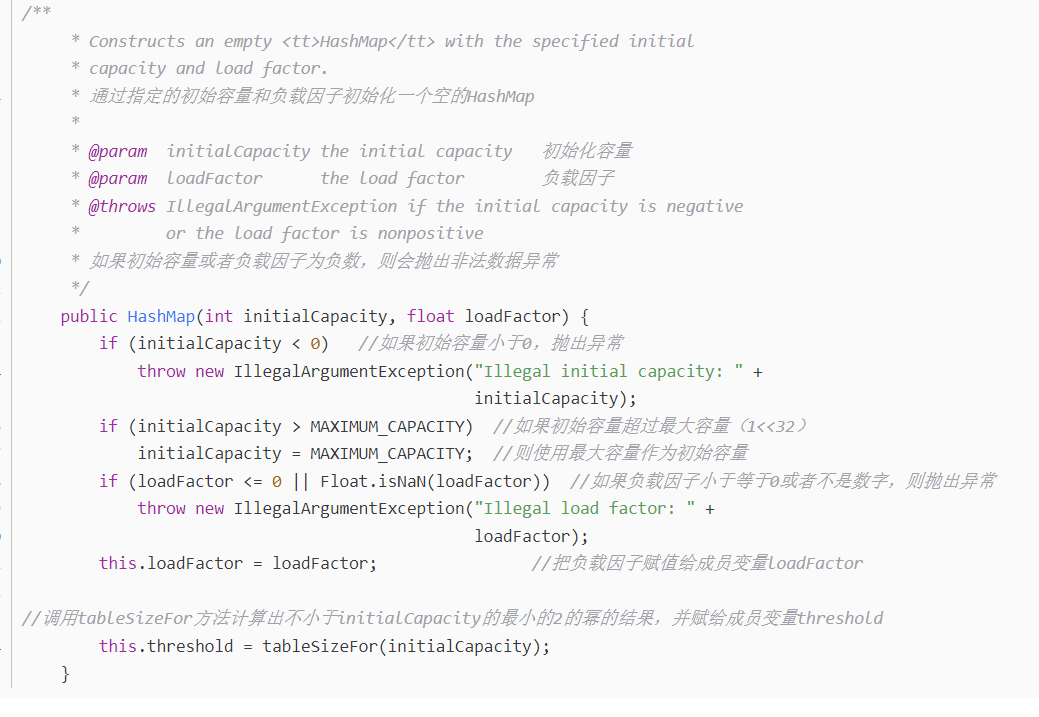 /**
     * Constructs an empty <tt>HashMap</tt> with the specified initial
     * capacity and load factor.
     * 通过指定的初始容量和负载因子初始化一个空的HashMap
     *
     * @param  initialCapacity the initial capacity   初始化容量
     * @param  loadFactor      the load factor        负载因子
     * @throws IllegalArgumentException if the initial capacity is negative
     *         or the load factor is nonpositive
     * 如果初始容量或者负载因子为负数，则会抛出非法数据异常
     */
    public HashMap(int initialCapacity, float loadFactor) {
        if (initialCapacity < 0)   //如果初始容量小于0，抛出异常
            throw new IllegalArgumentException("Illegal initial capacity: " +
                                               initialCapacity);
        if (initialCapacity > MAXIMUM_CAPACITY)  //如果初始容量超过最大容量（1<<32）
            initialCapacity = MAXIMUM_CAPACITY;  //则使用最大容量作为初始容量
        if (loadFactor <= 0 || Float.isNaN(loadFactor))  //如果负载因子小于等于0或者不是数字，则抛出异常
            throw new IllegalArgumentException("Illegal load factor: " +
                                               loadFactor);
        this.loadFactor = loadFactor;                //把负载因子赋值给成员变量loadFactor
//调用tableSizeFor方法计算出不小于initialCapacity的最小的2的幂的结果，并赋给成员变量threshold
        this.threshold = tableSizeFor(initialCapacity);
    }